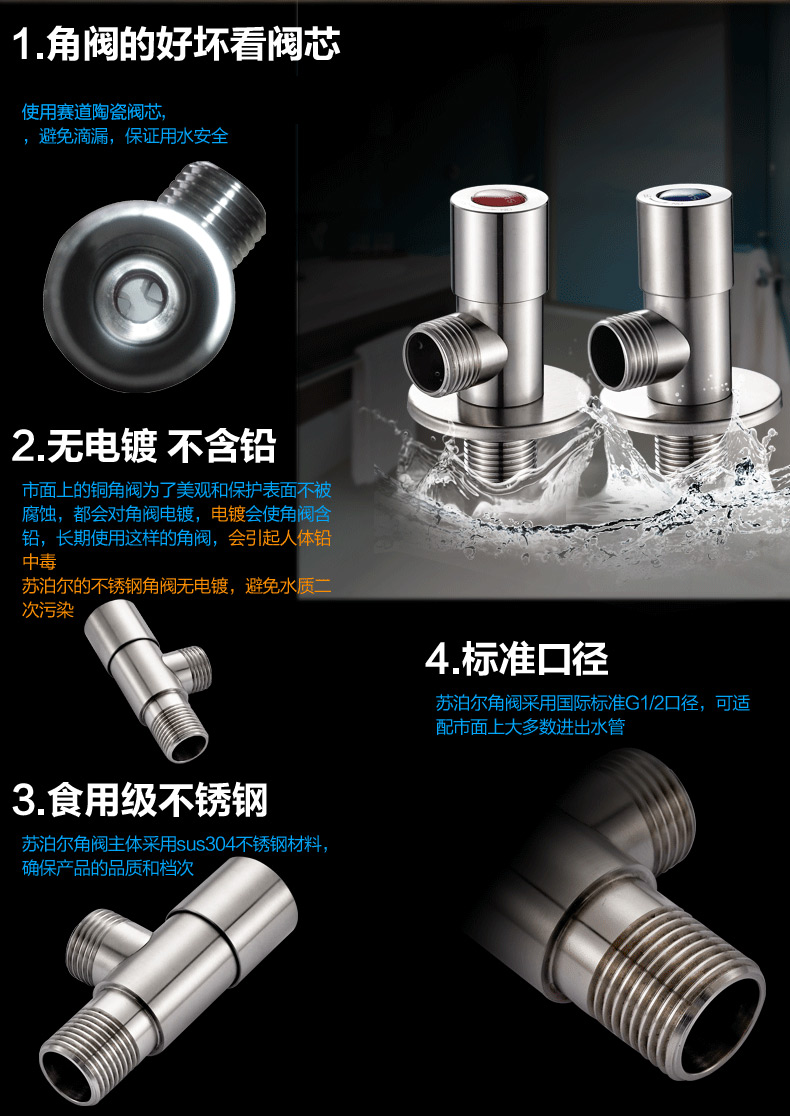 1.角阀的好坏看阀芯
使用赛道陶瓷阀芯,
，避免滴漏，保证用水安全
2.无电镀 不含铅
市面上的铜角阀为了美观和保护表面不被
腐蚀，都会对角阀电镀，电镀会使角阀含
铅，长期使用这样的角阀，会引起人体铅
中毒
苏泊尔的不锈钢角阀无电镀，避免水质二
次污染
4.标准口径
苏泊尔角阀采用国际标准G1/2口径，可适
配市面上大多数进出水管
3.食用级不锈钢
苏泊尔角阀主体采用sus304不锈钢材料，
确保产品的品质和档次